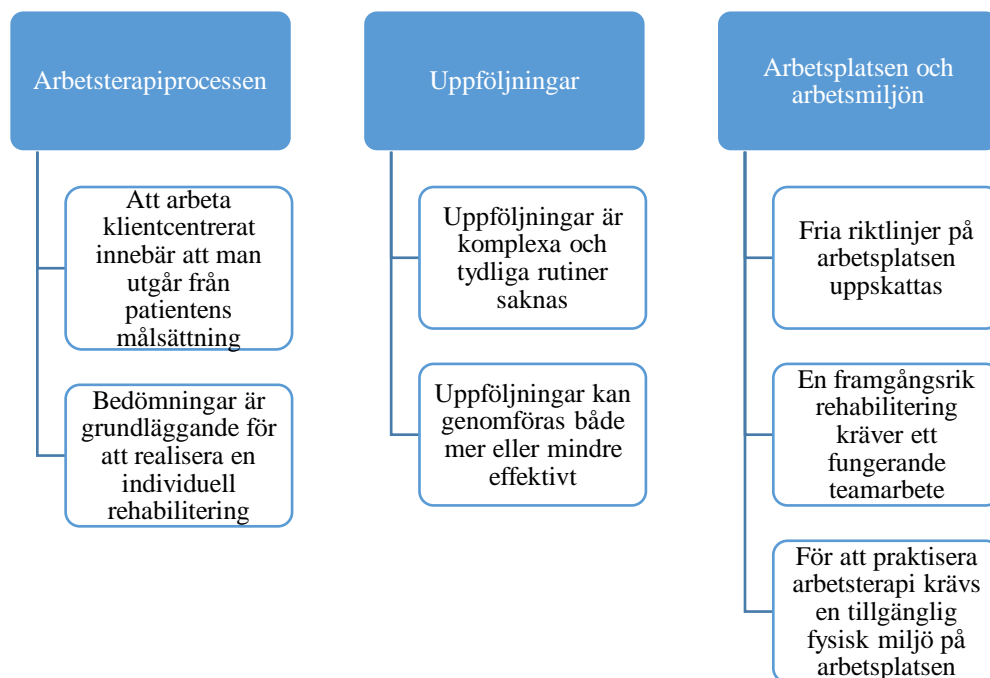 Arbetsterapiprocessen
Att arbeta
klientcentrerat
innebär att man
utgår från
patientens
målsättning
Bedömningar är
grundläggande för
att realisera en
individuell
rehabilitering
Uppföljningar
Uppföljningar är
komplexa och
tydliga rutiner
saknas
Uppföljningar kan
genomföras både
mer eller mindre
effektivt
Arbetsplatsen och
arbetsmiljön
Fria riktlinjer på
arbetsplatsen
uppskattas
En framgångsrik
rehabilitering
kräver ett
fungerande
teamarbete
För att praktisera
arbetsterapi krävs
en tillgänglig
fysisk miljö på
arbetsplatsen